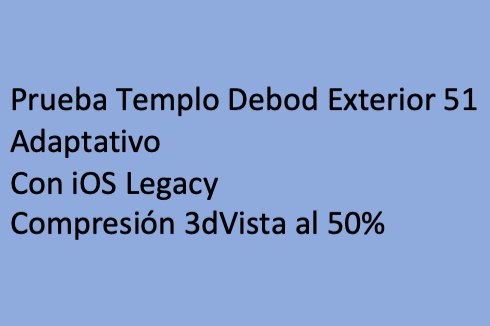 Prueba Templo Debod Exterior 51
Adaptativo
Con iOS Legacy
Compresión 3dVista al 50%